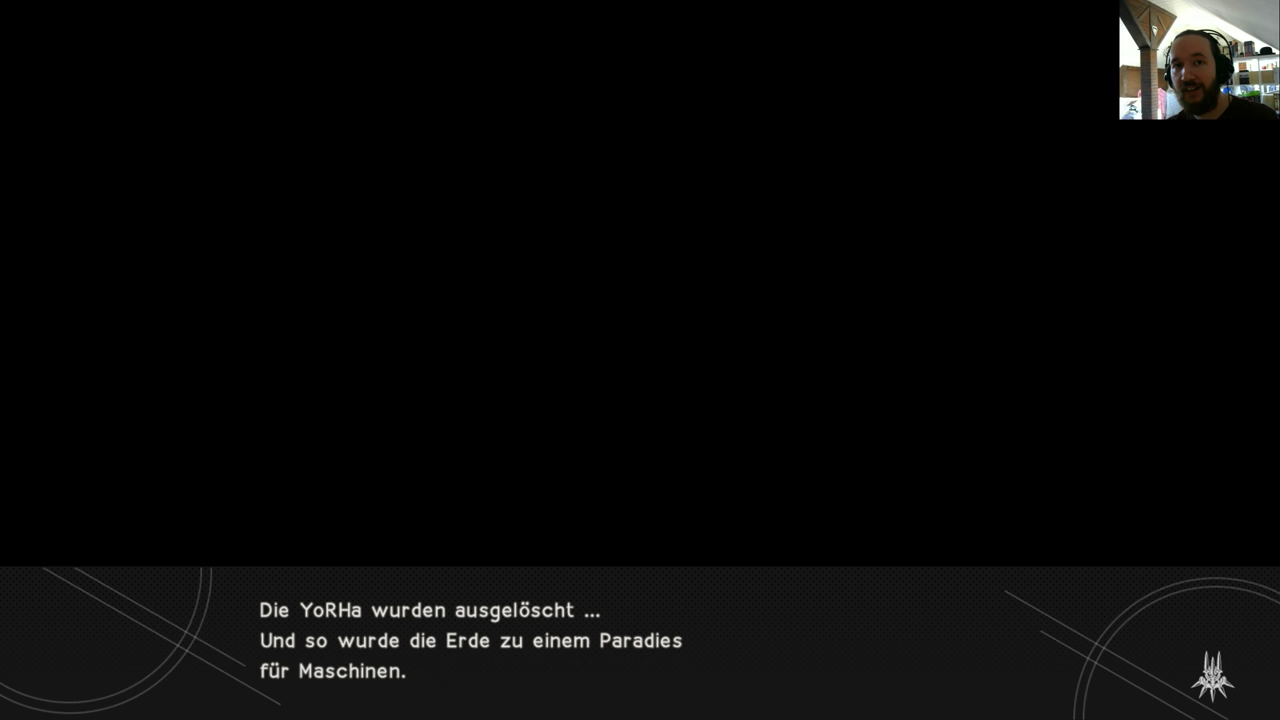 Die YoRHa wurden ausgelöscht ...
Und so wurde die Erde zu einem Paradies
für Maschinen.